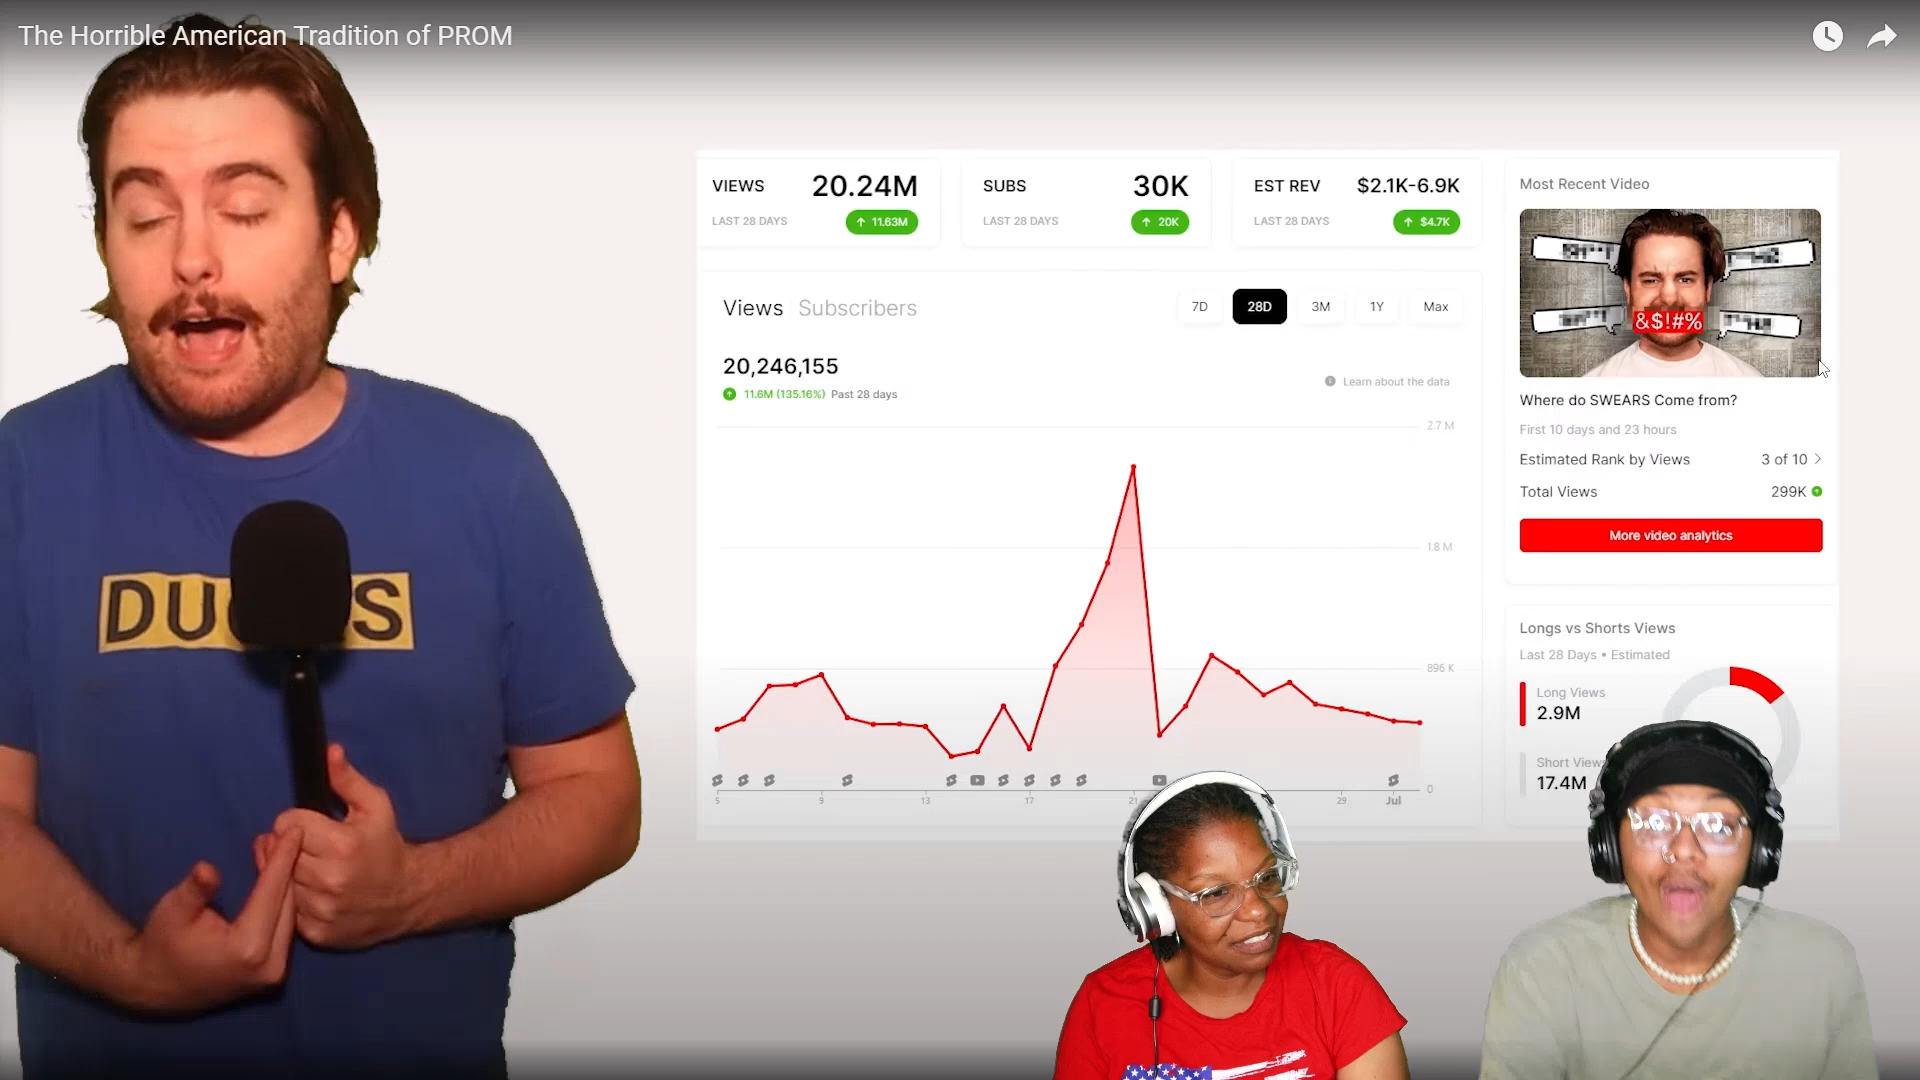 The Horrible American Tradition of PROM
VIEWS 20.24M
LAST 28 DAYS 11.63M
SUBS 30K
LAST 28 DAYS 20K
EST REV $2.1K-6.9K
LAST 28 DAYS $4.7K
Views Subscribers
7D 28D 3M 1Y Max
20,246,155
11.6M (135.16%) Past 28 days
Learn about the data
2.7 M
1.8 M
896 K
0
5 9 13 17 21 29 Jul
Most Recent Video
&$!#%
Where do SWEARS Come from?
First 10 days and 23 hours
Estimated Rank by Views 3 of 10
Total Views 299K
More video analytics
Longs vs Shorts Views
Last 28 Days • Estimated
Long Views
2.9M
Short Views
17.4M